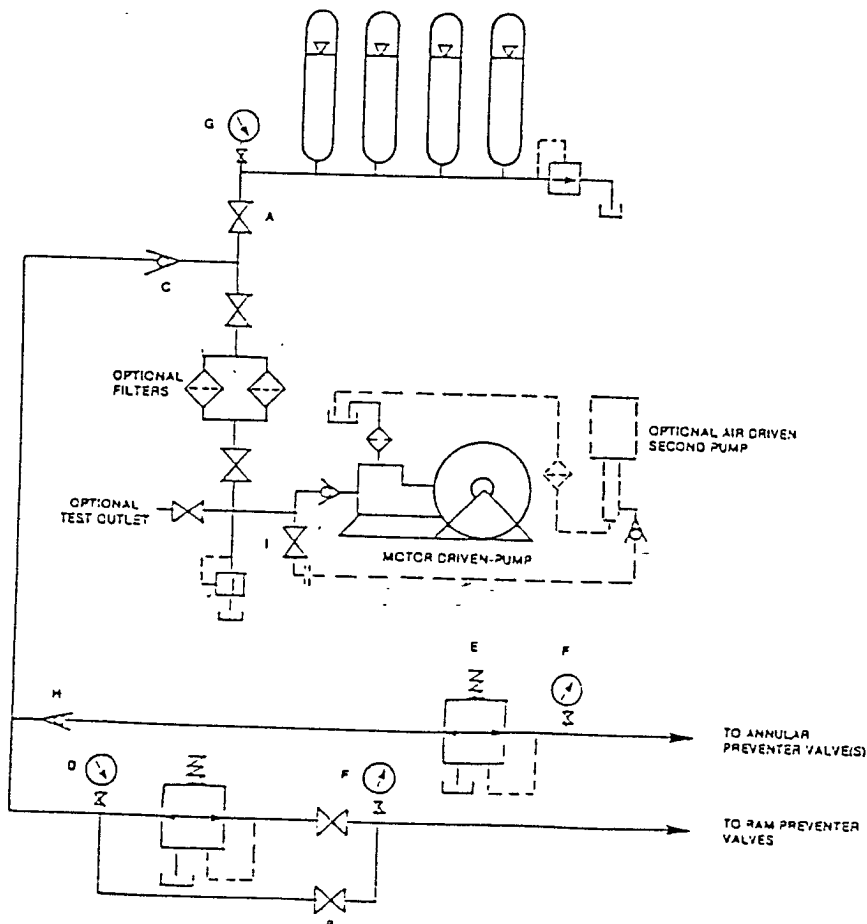 G
A
C
OPTIONAL
FILTERS
OPTIONAL AIR DRIVEN
SECOND PUMP
OPTIONAL
TEST OUTLET
I
MOTOR DRIVEN-PUMP
E
F
H
TO ANNULAR
PREVENTER VALVE(S)
D
F
TO RAM PREVENTER
VALVES